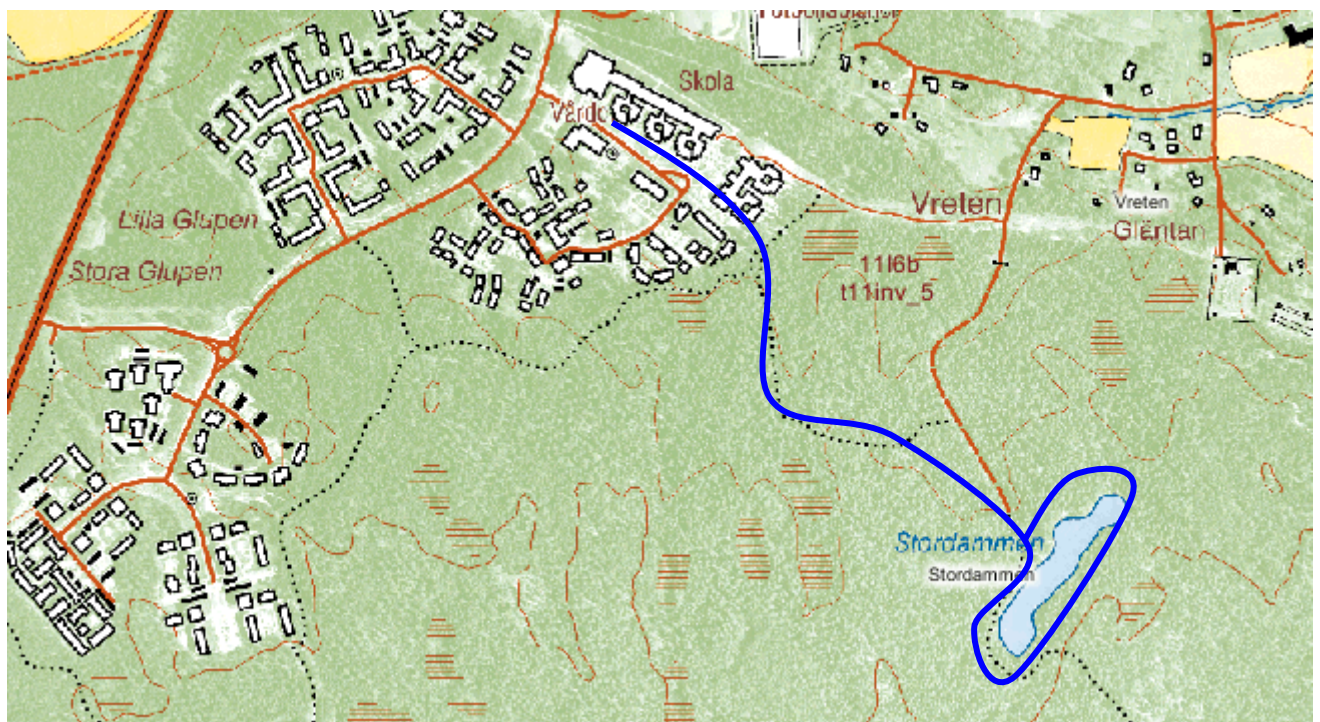 Skola
Vårdc
Lilla Glupen
Vreten
Vreten
Gläntan
Stora Glupen
11l6b
t11inv_5
Stordammen
Stordammen